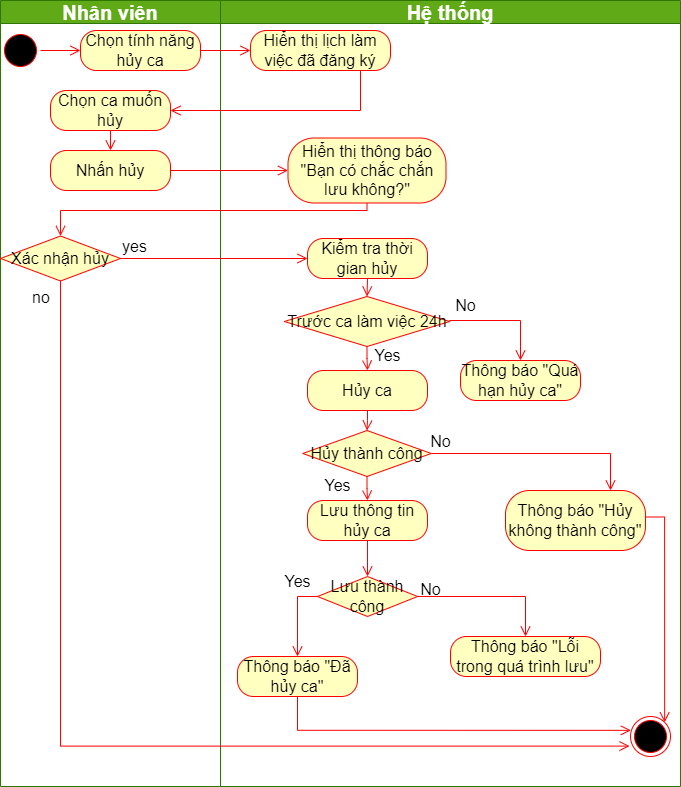 Nhân viên
Hệ thống
Chọn tính năng
hủy ca
Hiển thị lịch làm
việc đã đăng ký
Chọn ca muốn
hủy
Nhấn hủy
Hiển thị thông báo
"Bạn có chắc chắn
lưu không?"
Xác nhận hủy
yes
no
Kiểm tra thời
gian hủy
Trước ca làm việc 24h
No
Yes
Thông báo "Quá
hạn hủy ca"
Hủy ca
Hủy thành công
No
Yes
Lưu thông tin
hủy ca
Thông báo "Hủy
không thành công"
Lưu thành
công
Yes
No
Thông báo "Lỗi
trong quá trình lưu"
Thông báo "Đã
hủy ca"